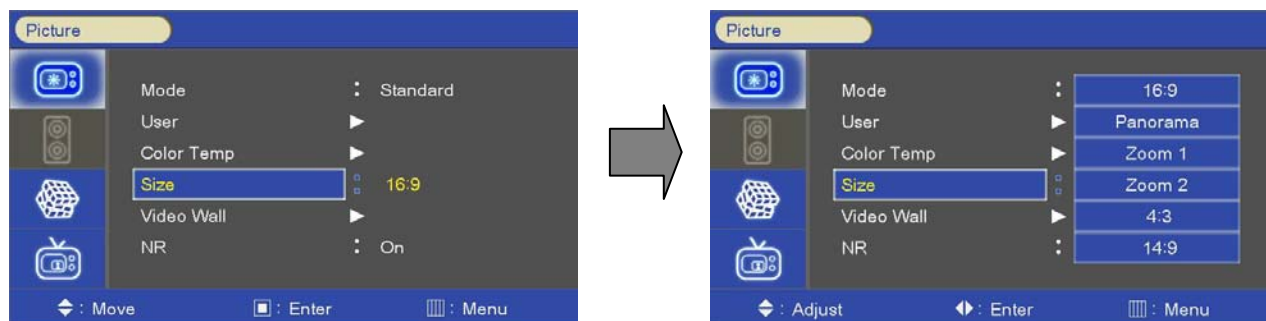 Picture
Mode : Standard
User
Color Temp
Size : 16:9
Video Wall
NR : On
: Move : Enter : Menu
Picture
Mode : 16:9
User Panorama
Color Temp Zoom 1
Size : Zoom 2
Video Wall 4:3
NR : 14:9
: Adjust : Enter : Menu